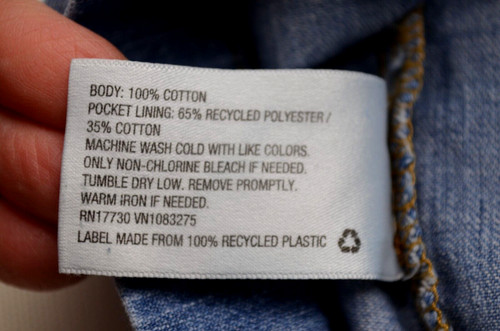 BODY: 100% COTTON
POCKET LINING: 65% RECYCLED POLYESTER /
35% COTTON
MACHINE WASH COLD WITH LIKE COLORS.
ONLY NON-CHLORINE BLEACH IF NEEDED.
TUMBLE DRY LOW. REMOVE PROMPTLY.
WARM IRON IF NEEDED.
RN17730 VN1083275
LABEL MADE FROM 100% RECYCLED PLASTIC